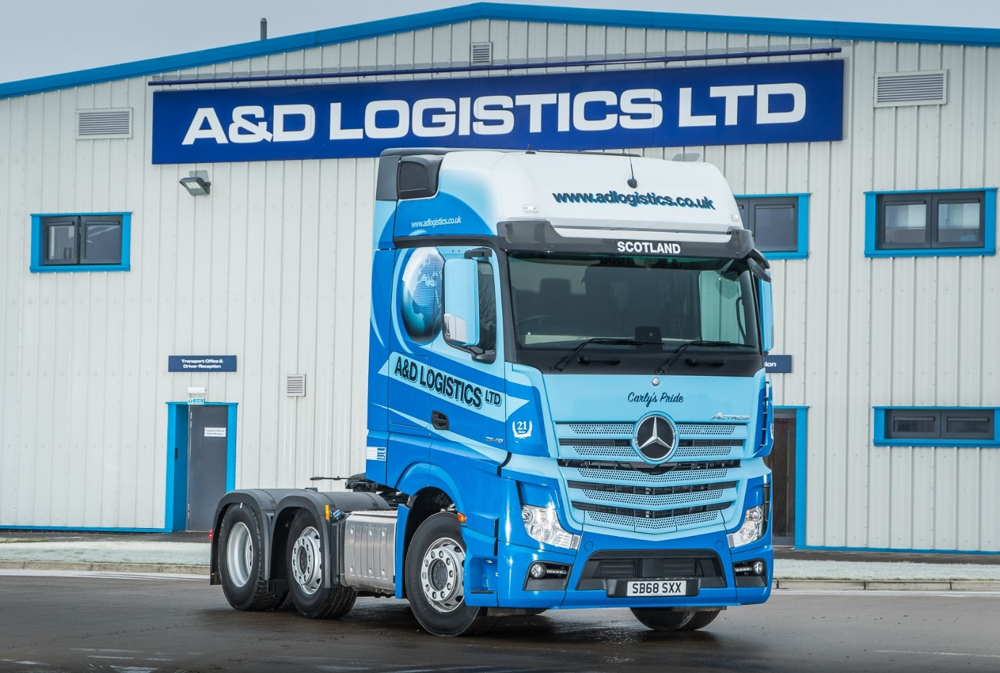 A&D LOGISTICS LTD
www.adlogistics.co.uk
www.adlogistics.co.uk
SCOTLAND
Transport Office &
Driver Reception
A&D LOGISTICS LTD
Carly's Pride
ACTROS
21
2548
SB68 SXX